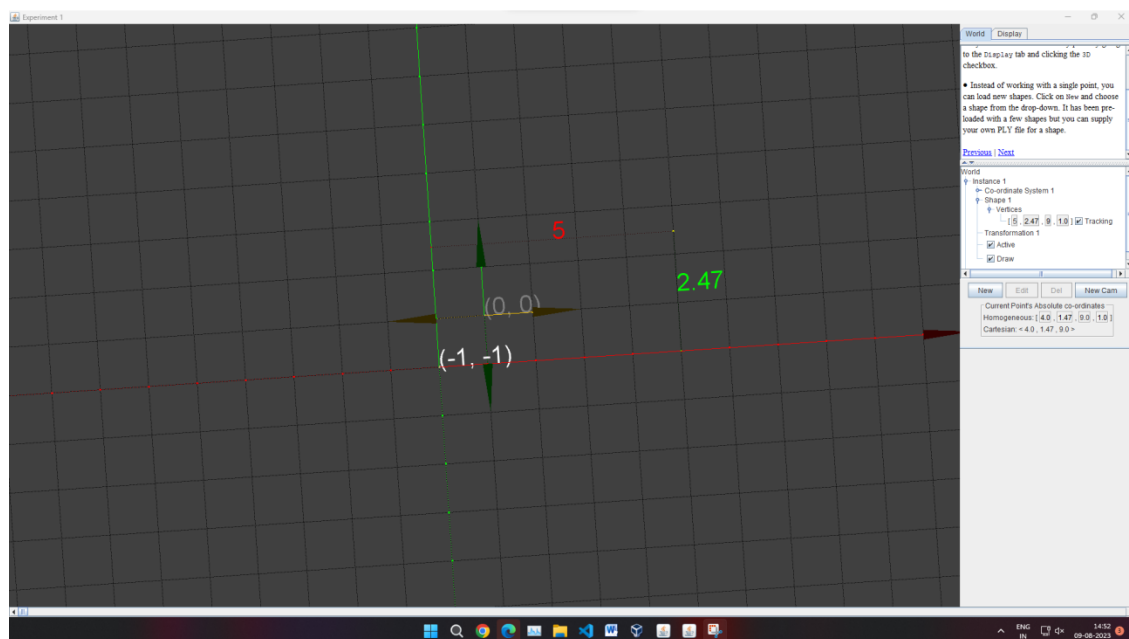 Experiment 1
World Display
to the Display tab and clicking the 3D
checkbox.
● Instead of working with a single point, you
can load new shapes. Click on New and choose
a shape from the drop-down. It has been pre-
loaded with a few shapes but you can supply
your own PLY file for a shape.
Previous | Next
World
Instance 1
Co-ordinate System 1
Shape 1
Vertices
[ 5 , 2.47 , 9 , 1.0 ] Tracking
Transformation 1
Active
Draw
New Edit Del New Cam
Current Point's Absolute co-ordinates
Homogeneous: [ 4.0 , 1.47 , 9.0 , 1.0 ]
Cartesian: < 4.0 , 1.47 , 9.0 >
5
2.47
(0, 0)
(-1, -1)
ENG
IN
14:52
09-08-2023